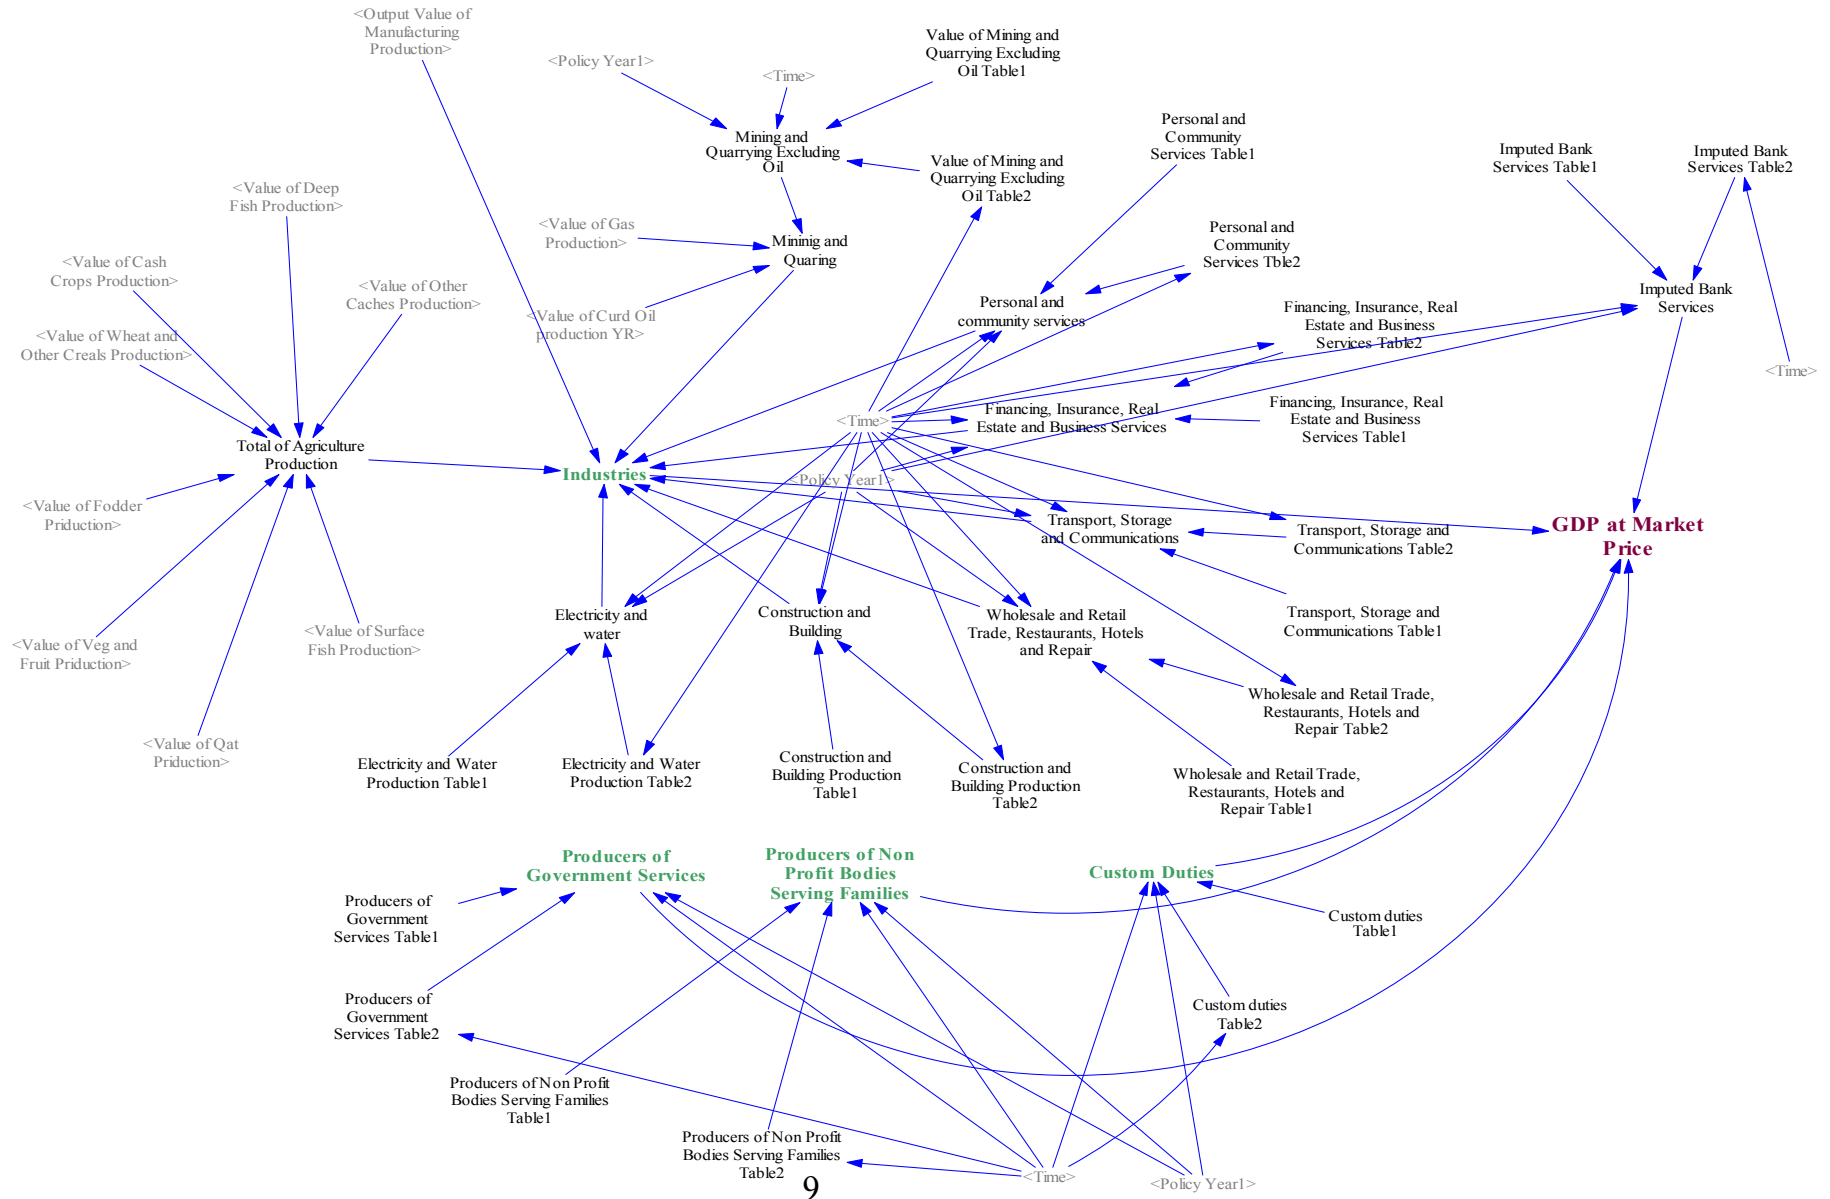 <Output Value of
Manufacturing
Production>
<Policy Year1>
<Time>
Value of Mining and
Quarrying Excluding
Oil Table1
Mining and
Quarrying Excluding
Oil
Value of Mining and
Quarrying Excluding
Oil Table2
Personal and
Community
Services Table1
Imputed Bank
Services Table1
Imputed Bank
Services Table2
<Value of Deep
Fish Production>
<Value of Gas
Production>
Mininig and
Quaring
Personal and
Community
Services Tble2
<Value of Cash
Crops Production>
<Value of Other
Caches Production>
<Value of Curd Oil
production YR>
Personal and
community services
Financing, Insurance, Real
Estate and Business
Services Table2
Imputed Bank
Services
<Value of Wheat and
Other Creals Production>
<Time>
<Time>
Financing, Insurance, Real
Estate and Business Services
Financing, Insurance, Real
Estate and Business
Services Table1
Total of Agriculture
Production
Industries
<Policy Year1>
<Value of Fodder
Priduction>
Transport, Storage
and Communications
Transport, Storage and
Communications Table2
GDP at Market
Price
<Value of Veg and
Fruit Priduction>
<Value of Surface
Fish Production>
Electricity and
water
Construction and
Building
Wholesale and Retail
Trade, Restaurants, Hotels
and Repair
Transport, Storage and
Communications Table1
Wholesale and Retail Trade,
Restaurants, Hotels and
Repair Table2
<Value of Qat
Priduction>
Electricity and Water
Production Table1
Electricity and Water
Production Table2
Construction and
Building Production
Table1
Construction and
Building Production
Table2
Wholesale and Retail Trade,
Restaurants, Hotels and
Repair Table1
Producers of
Government Services
Producers of Non
Profit Bodies
Serving Families
Custom Duties
Producers of
Government
Services Table1
Custom duties
Table1
Producers of
Government
Services Table2
Custom duties
Table2
Producers of Non Profit
Bodies Serving Families
Table1
Producers of Non Profit
Bodies Serving Families
Table2
<Time>
<Policy Year1>
9